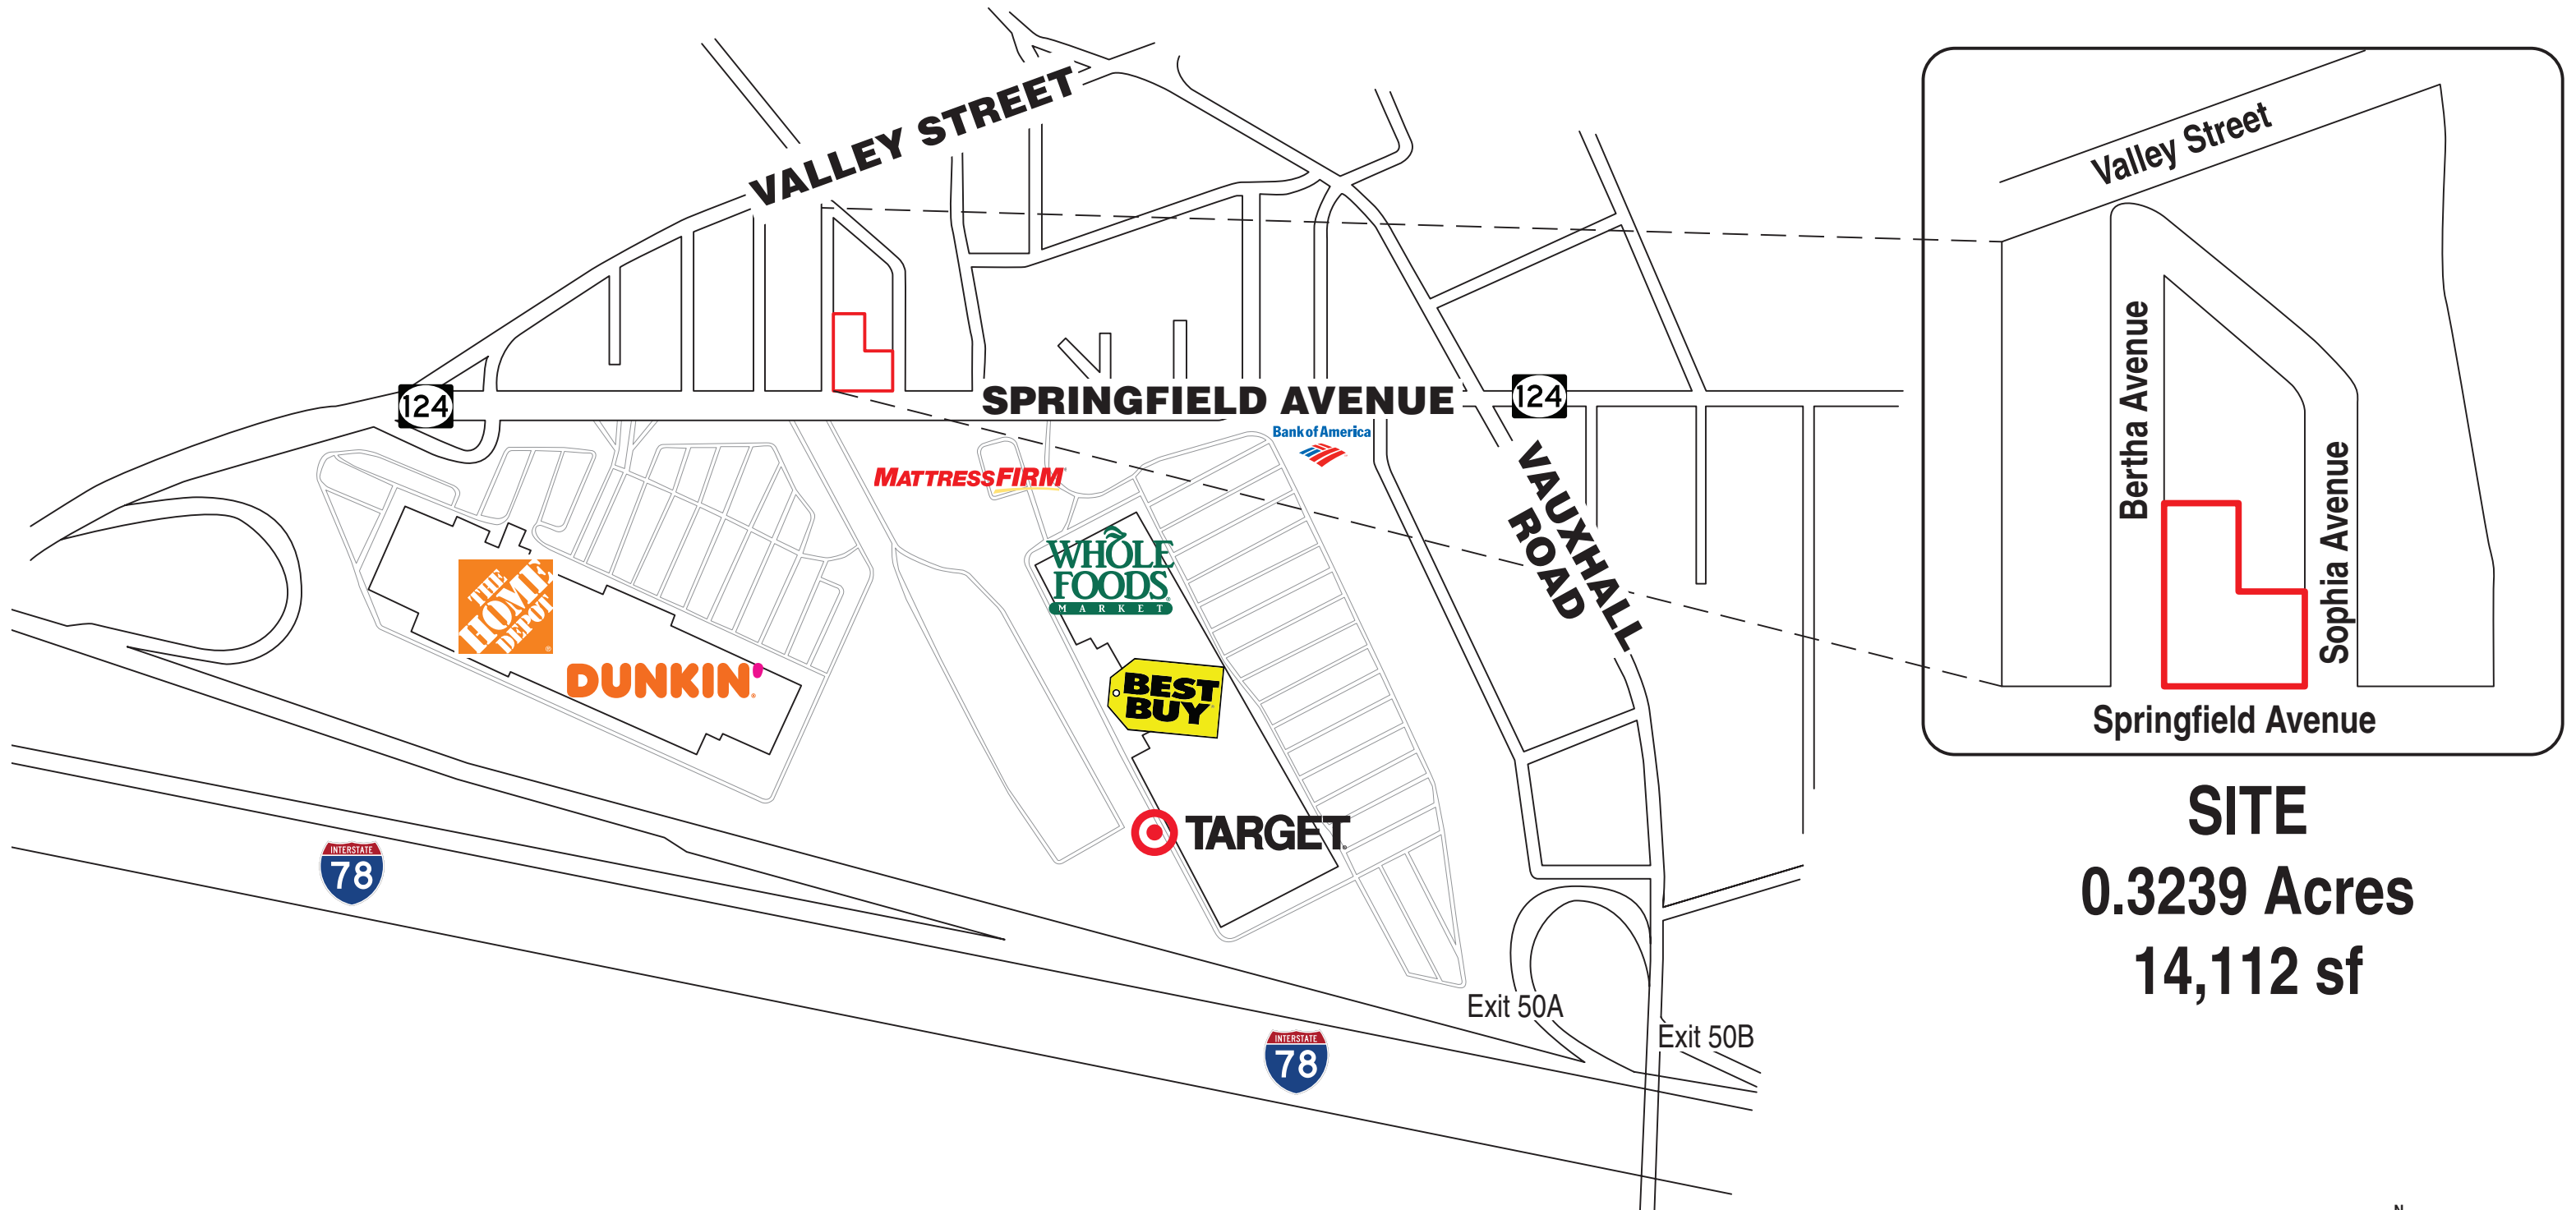 VALLEY STREET
124
SPRINGFIELD AVENUE
124
Bank of America
MATTRESSFIRM
VAUXHALL
ROAD
WHOLE
FOODS
MARKET
THE
HOME
DEPOT
DUNKIN'
BEST
BUY
TARGET
INTERSTATE
78
INTERSTATE
78
Exit 50A
Exit 50B
Valley Street
Bertha Avenue
Sophia Avenue
Springfield Avenue
SITE
0.3239 Acres
14,112 sf
N